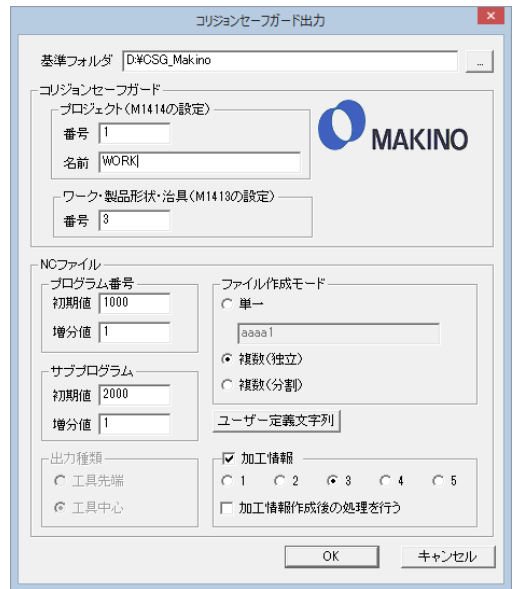 コリジョンセーフガード出力
基準フォルダ D:¥CSG_Makino ...
コリジョンセーフガード
プロジェクト(M1414の設定)
番号 1
名前 WORK
MAKINO
ワーク・製品形状・治具(M1413の設定)
番号 3
NCファイル
プログラム番号
初期値 1000
増分値 1
サブプログラム
初期値 2000
増分値 1
出力種類
工具先端
工具中心
ファイル作成モード
単一
aaaa1
複数(独立)
複数(分割)
ユーザー定義文字列
加工情報
1 2 3 4 5
加工情報作成後の処理を行う
OK キャンセル